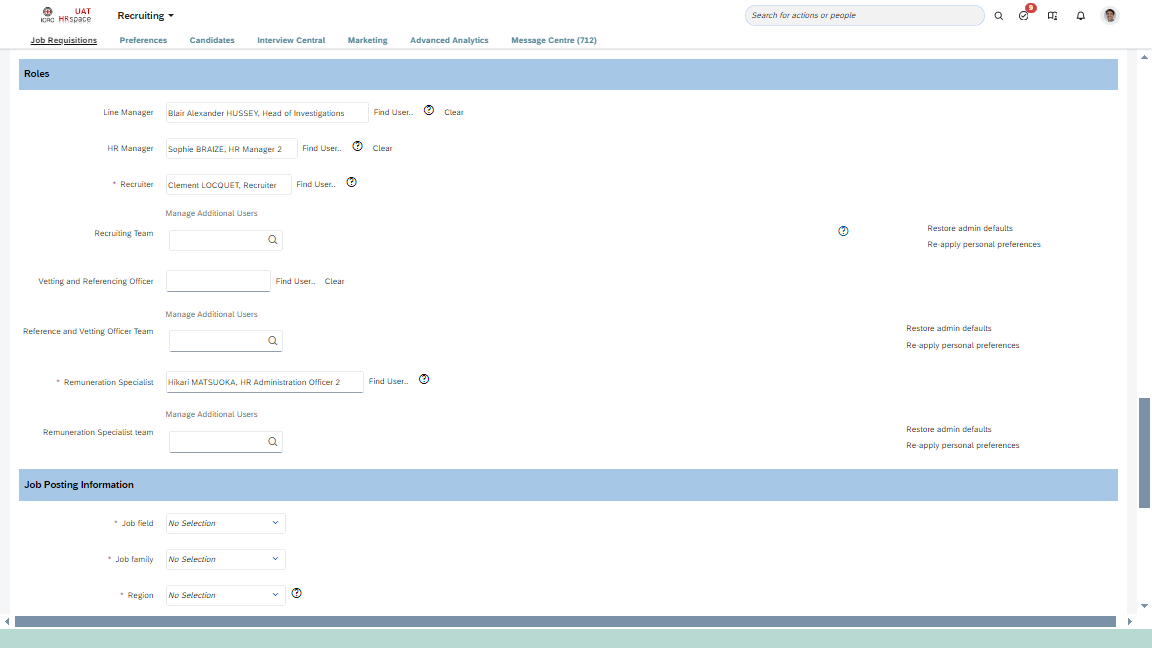 ICRC UAT HRspace
Recruiting
Search for actions or people
9
Job Requisitions Preferences Candidates Interview Central Marketing Advanced Analytics Message Centre (712)
Roles
Line Manager Blair Alexander HUSSEY, Head of Investigations Find User.. ? Clear
HR Manager Sophie BRAIZE, HR Manager 2 Find User.. ? Clear
* Recruiter Clement LOCQUET, Recruiter Find User.. ?
Manage Additional Users
Recruiting Team ? Restore admin defaults
Re-apply personal preferences
Vetting and Referencing Officer Find User.. Clear
Manage Additional Users
Reference and Vetting Officer Team Restore admin defaults
Re-apply personal preferences
* Remuneration Specialist Hikari MATSUOKA, HR Administration Officer 2 Find User.. ?
Manage Additional Users
Remuneration Specialist team Restore admin defaults
Re-apply personal preferences
Job Posting Information
* Job field No Selection
* Job family No Selection
* Region No Selection ?